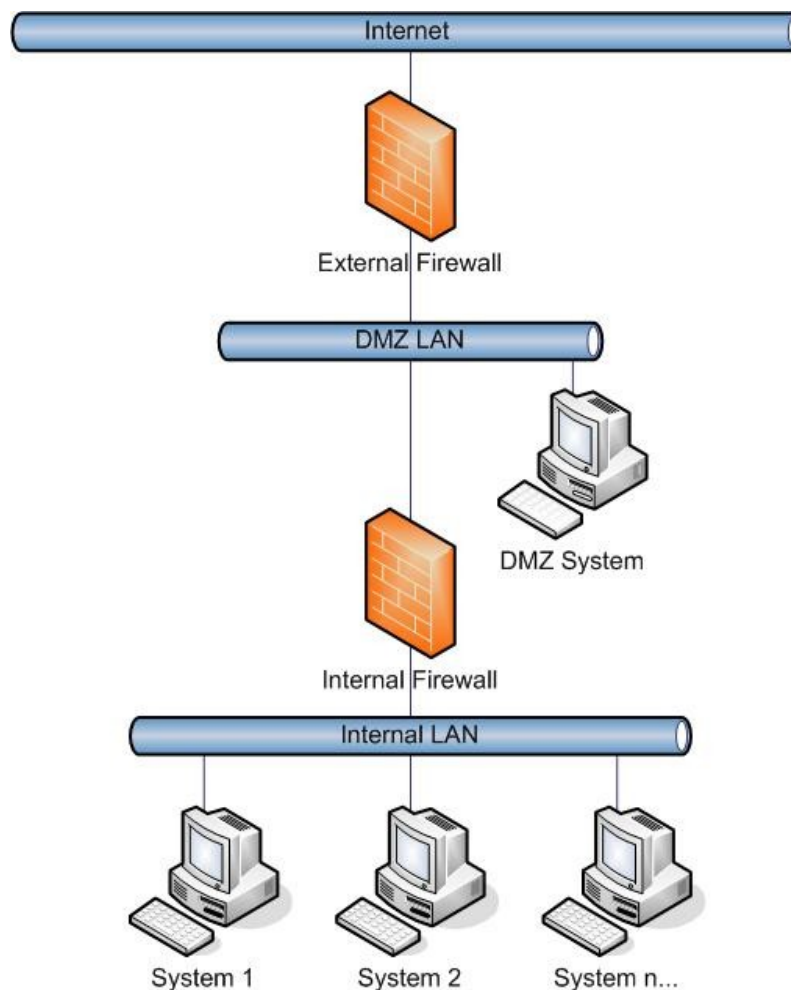 Internet
External Firewall
DMZ LAN
DMZ System
Internal Firewall
Internal LAN
System 1
System 2
System n...